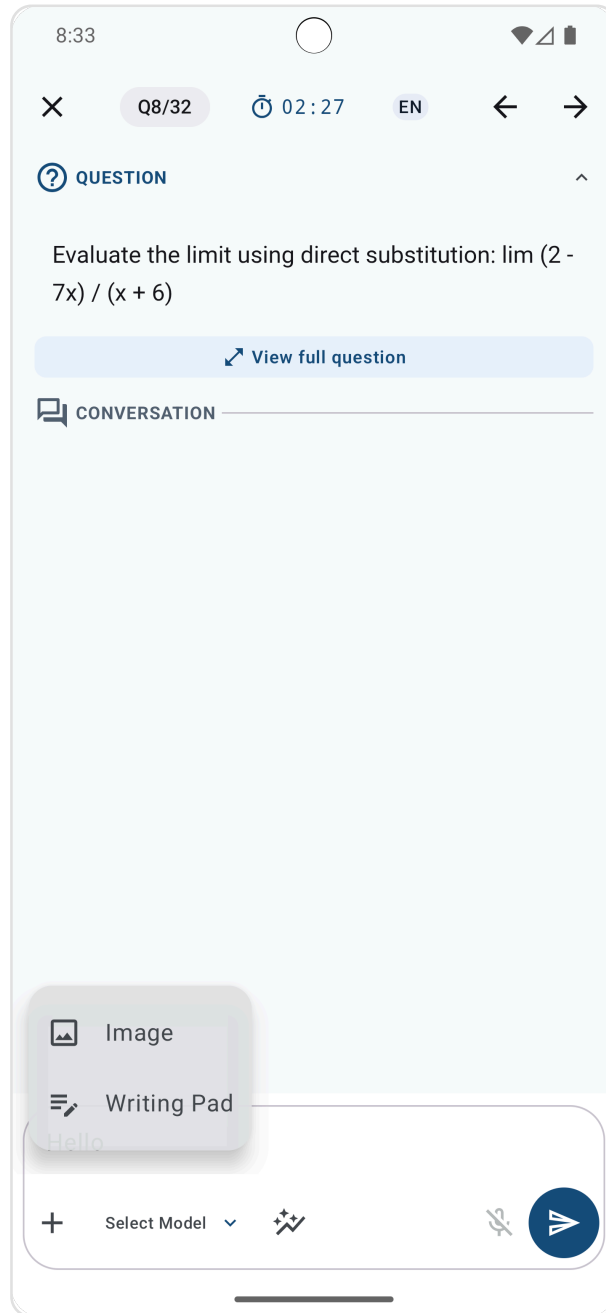 8:33
Q8/32 02:27 EN
QUESTION
Evaluate the limit using direct substitution: lim (2 -
7x) / (x + 6)
View full question
CONVERSATION
Image
Writing Pad
Hello
Select Model